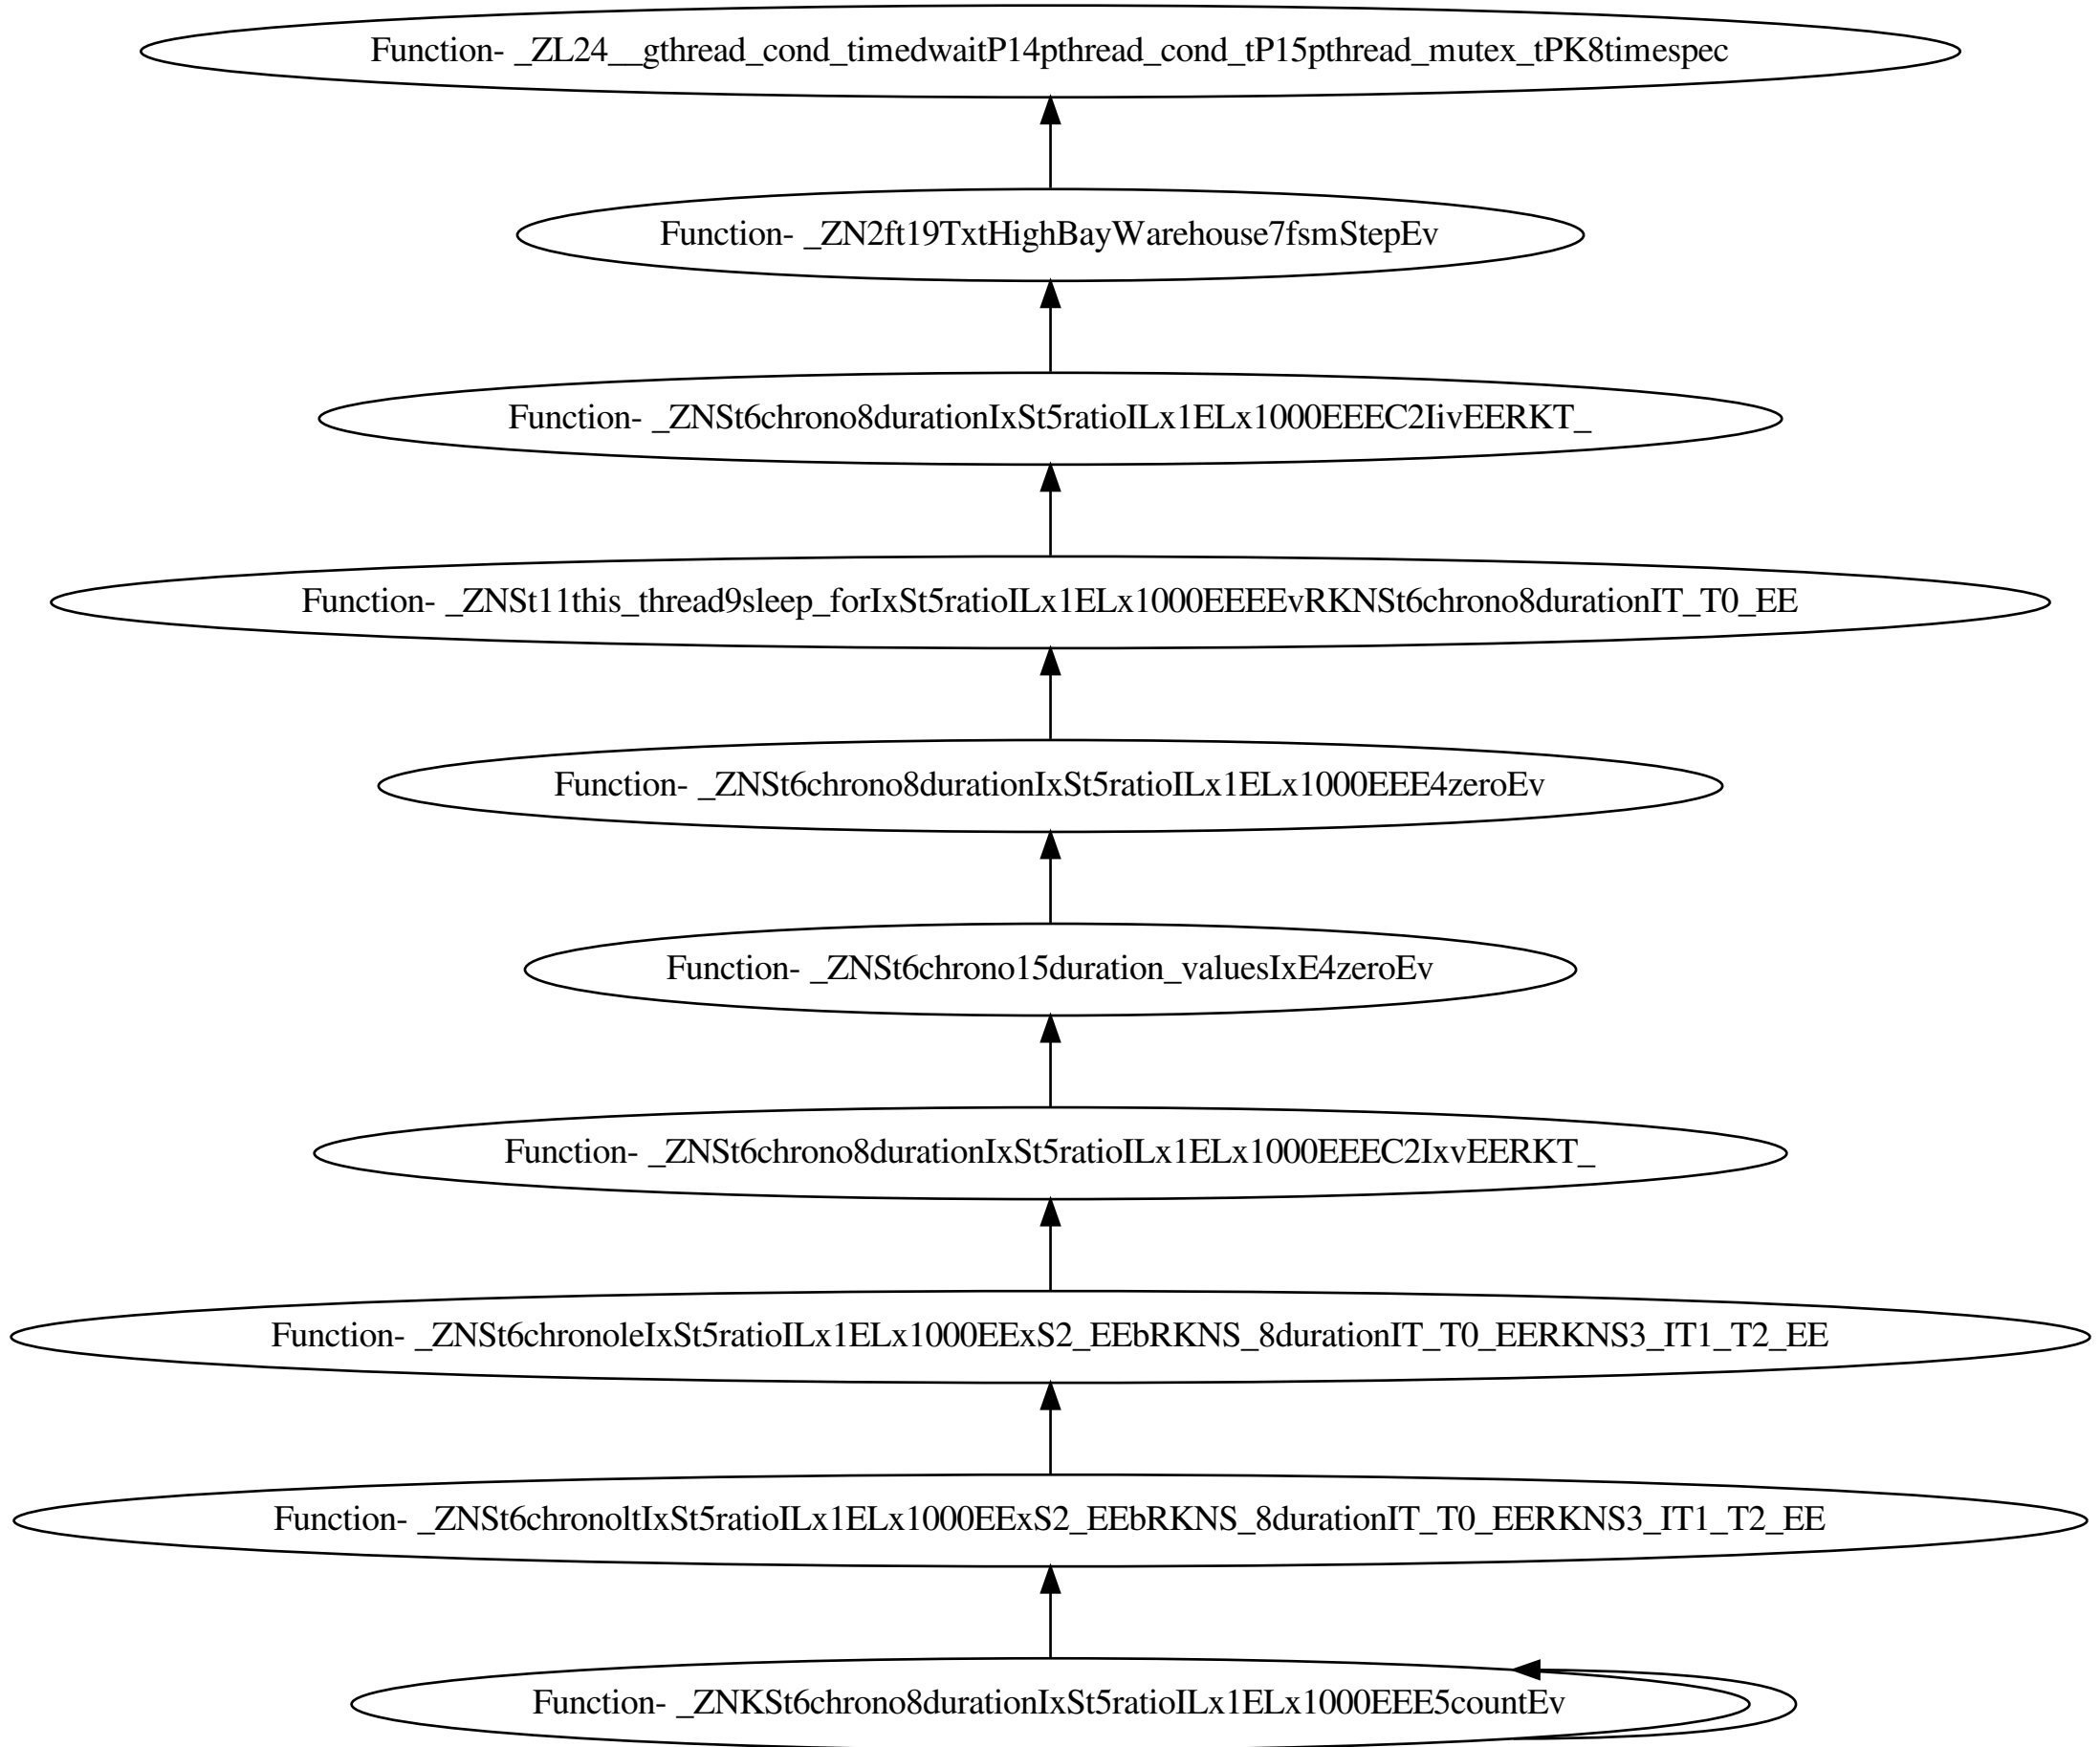 Function- _ZL24__gthread_cond_timedwaitP14pthread_cond_tP15pthread_mutex_tPK8timespec
Function- _ZN2ft19TxtHighBayWarehouse7fsmStepEv
Function- _ZNSt6chrono8durationIxSt5ratioILx1ELx1000EEEC2IivEERKT_
Function- _ZNSt11this_thread9sleep_forIxSt5ratioILx1ELx1000EEEEvRKNSt6chrono8durationIT_T0_EE
Function- _ZNSt6chrono8durationIxSt5ratioILx1ELx1000EEE4zeroEv
Function- _ZNSt6chrono15duration_valuesIxE4zeroEv
Function- _ZNSt6chrono8durationIxSt5ratioILx1ELx1000EEEC2IxvEERKT_
Function- _ZNSt6chronoleIxSt5ratioILx1ELx1000EExS2_EEbRKNS_8durationIT_T0_EERKNS3_IT1_T2_EE
Function- _ZNSt6chronoltIxSt5ratioILx1ELx1000EExS2_EEbRKNS_8durationIT_T0_EERKNS3_IT1_T2_EE
Function- _ZNKSt6chrono8durationIxSt5ratioILx1ELx1000EEE5countEv